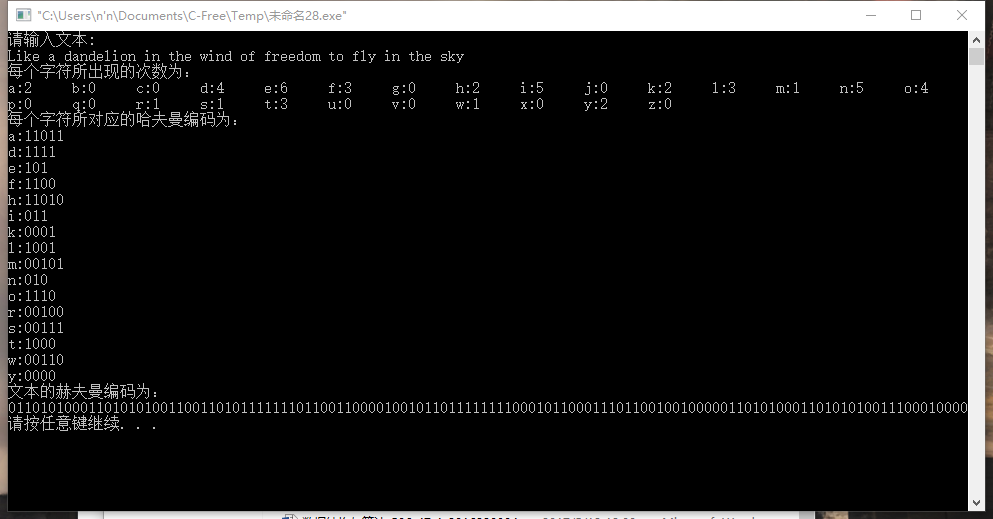 "C:\Users\n'n\Documents\C-Free\Temp\未命名28.exe"
请输入文本:
Like a dandelion in the wind of freedom to fly in the sky
每个字符所出现的次数为:
a:2 b:0 c:0 d:4 e:6 f:3 g:0 h:2 i:5 j:0 k:2 l:3 m:1 n:5 o:4
p:0 q:0 r:1 s:1 t:3 u:0 v:0 w:1 x:0 y:2 z:0
每个字符所对应的哈夫曼编码为:
a:11011
d:1111
e:101
f:1100
h:11010
i:011
k:0001
l:1001
m:00101
n:010
o:1110
r:00100
s:00111
t:1000
w:00110
y:0000
文本的赫夫曼编码为:
011010100011010101001100110101111111011001100001001011011111111000101100011101100100100000110101000110101010011100010000
请按任意键继续. . .